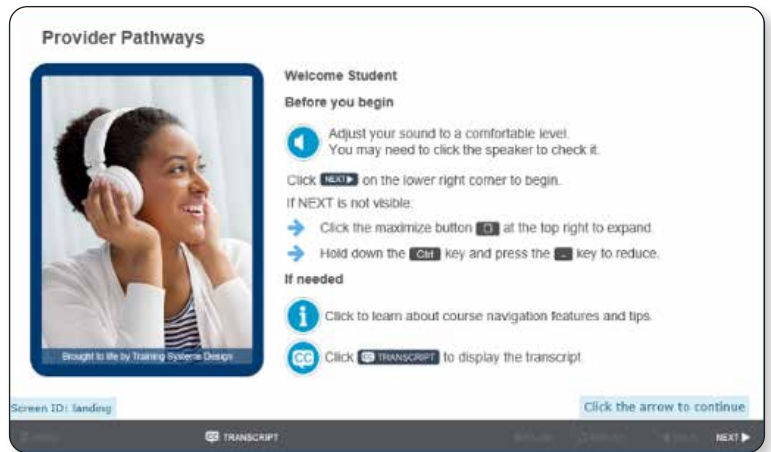 Provider Pathways
Welcome Student
Before you begin
Adjust your sound to a comfortable level.
You may need to click the speaker to check it.
Click NEXT▶ on the lower right corner to begin.
If NEXT is not visible:
Click the maximize button at the top right to expand.
Hold down the Ctrl key and press the - key to reduce.
If needed
Click to learn about course navigation features and tips.
CC Click CC TRANSCRIPT to display the transcript.
Brought to life by Training Systems Design
Screen ID: landing
Click the arrow to continue
CC TRANSCRIPT
NEXT ▶